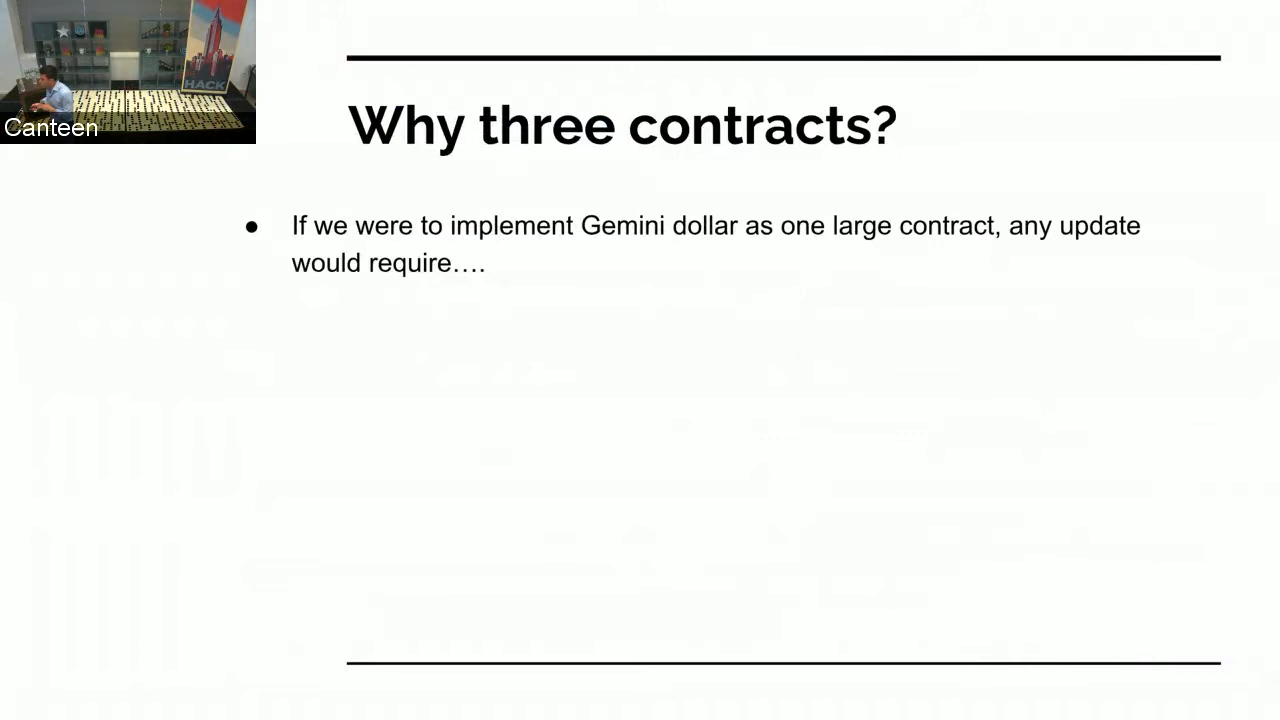 HACK
Canteen
Why three contracts?
● If we were to implement Gemini dollar as one large contract, any update
would require….